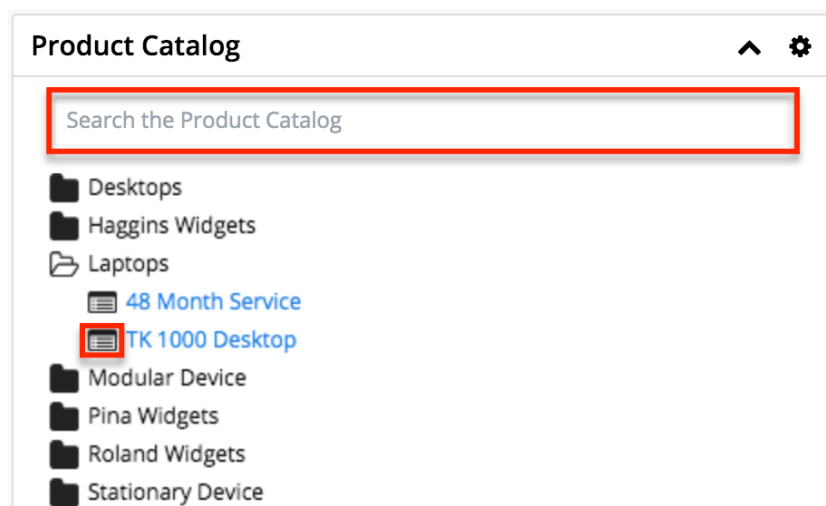 Product Catalog
Search the Product Catalog
Desktops
Haggins Widgets
Laptops
48 Month Service
TK 1000 Desktop
Modular Device
Pina Widgets
Roland Widgets
Stationary Device